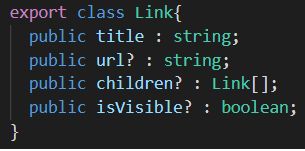 export class Link{
  public title : string;
  public url? : string;
  public children? : Link[];
  public isVisible? : boolean;
}